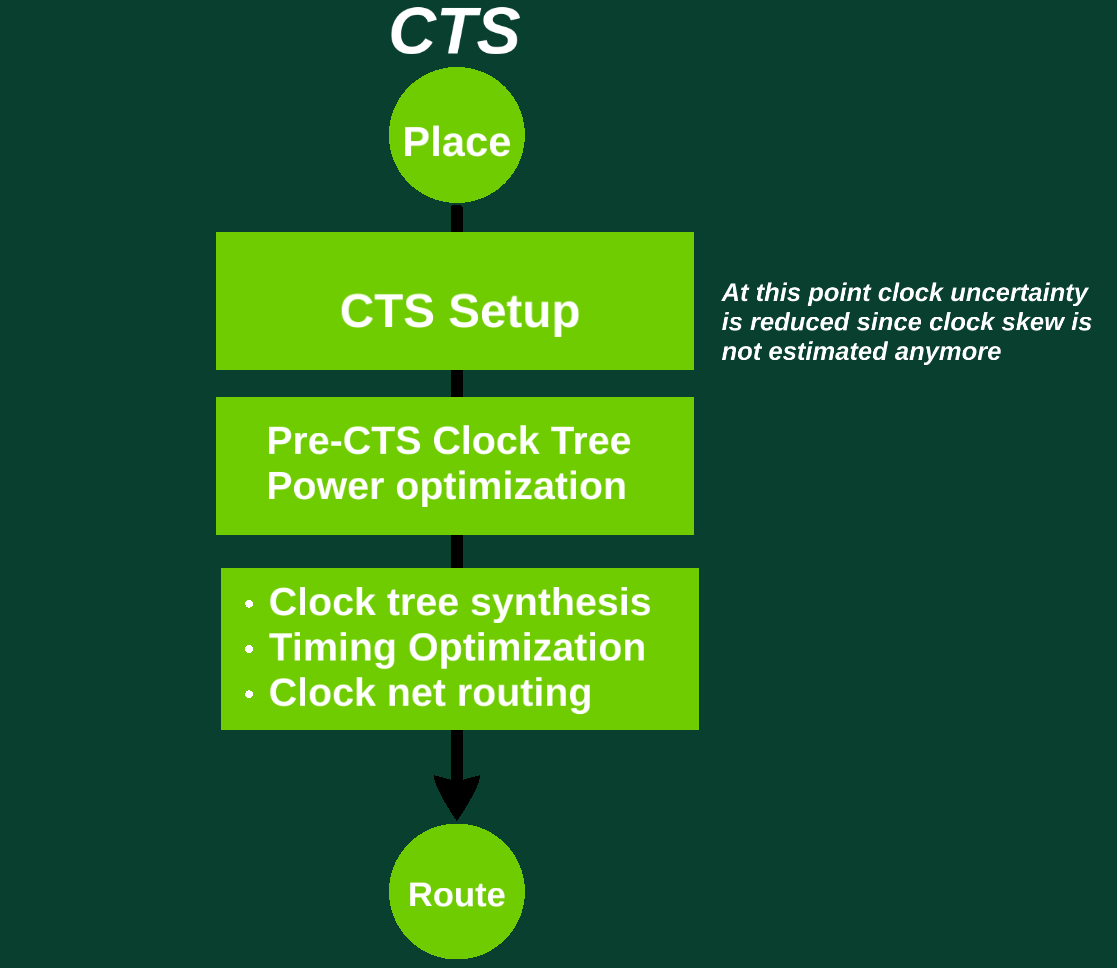 CTS
Place
CTS Setup
At this point clock uncertainty
is reduced since clock skew is
not estimated anymore
Pre-CTS Clock Tree
Power optimization
• Clock tree synthesis
• Timing Optimization
• Clock net routing
Route